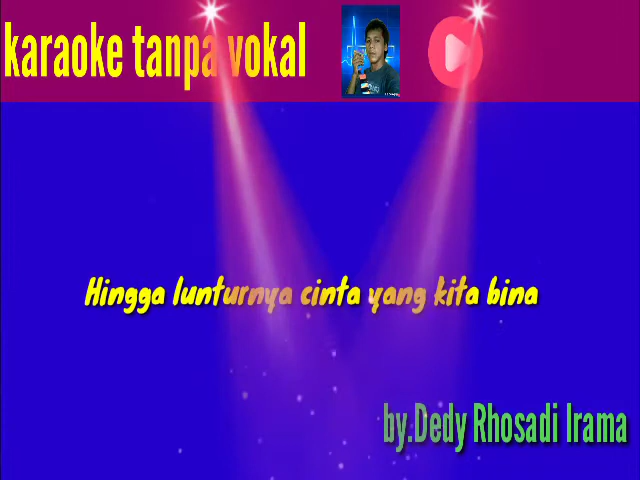 karaoke tanpa vokal
Hingga lunturnya cinta yang kita bina
by.Dedy Rhosadi Irama